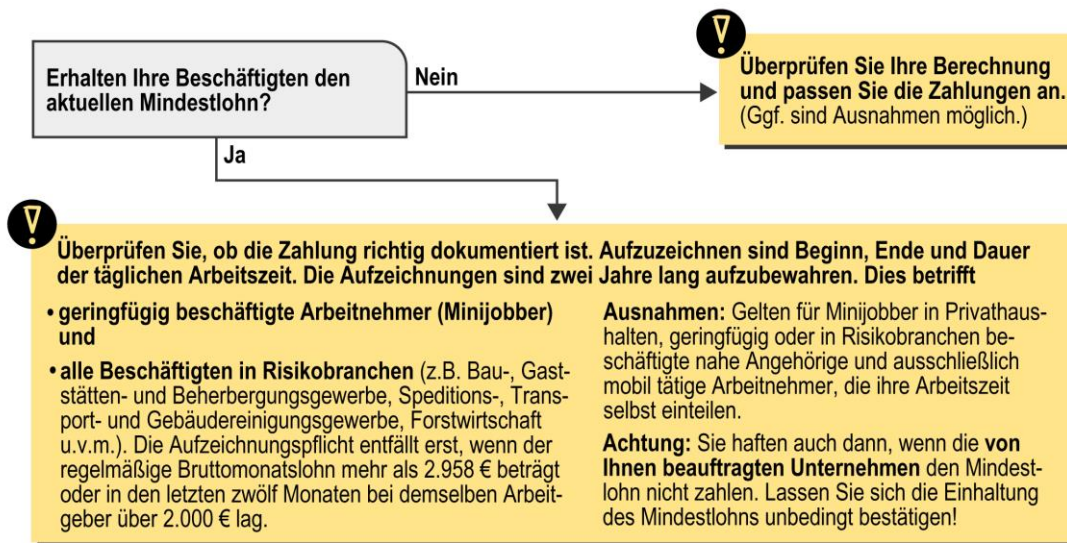 Erhalten Ihre Beschäftigten den
aktuellen Mindestlohn?
Nein
Überprüfen Sie Ihre Berechnung
und passen Sie die Zahlungen an.
(Ggf. sind Ausnahmen möglich.)
Ja
Überprüfen Sie, ob die Zahlung richtig dokumentiert ist. Aufzuzeichnen sind Beginn, Ende und Dauer
der täglichen Arbeitszeit. Die Aufzeichnungen sind zwei Jahre lang aufzubewahren. Dies betrifft
• geringfügig beschäftigte Arbeitnehmer (Minijobber)
und
• alle Beschäftigten in Risikobranchen (z.B. Bau-, Gast-
stätten- und Beherbergungsgewerbe, Speditions-, Trans-
port- und Gebäudereinigungsgewerbe, Forstwirtschaft
u.v.m.). Die Aufzeichnungspflicht entfällt erst, wenn der
regelmäßige Bruttomonatslohn mehr als 2.958 € beträgt
oder in den letzten zwölf Monaten bei demselben Arbeit-
geber über 2.000 € lag.
Ausnahmen: Gelten für Minijobber in Privathaus-
halten, geringfügig oder in Risikobranchen be-
schäftigte nahe Angehörige und ausschließlich
mobil tätige Arbeitnehmer, die ihre Arbeitszeit
selbst einteilen.
Achtung: Sie haften auch dann, wenn die von
Ihnen beauftragten Unternehmen den Mindest-
lohn nicht zahlen. Lassen Sie sich die Einhaltung
des Mindestlohns unbedingt bestätigen!